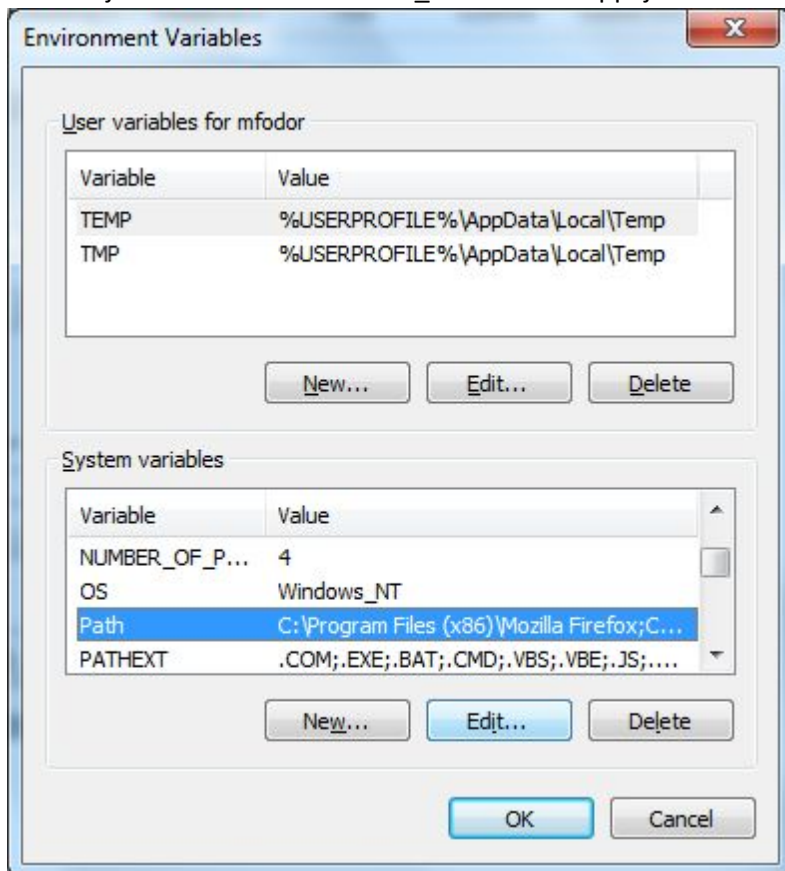 Environment Variables
User variables for mfodor
Variable Value
TEMP %USERPROFILE%\AppData\Local\Temp
TMP %USERPROFILE%\AppData\Local\Temp
New... Edit... Delete
System variables
Variable Value
NUMBER_OF_P... 4
OS Windows_NT
Path C:\Program Files (x86)\Mozilla Firefox;C...
PATHEXT .COM;.EXE;.BAT;.CMD;.VBS;.VBE;.JS;....
New... Edit... Delete
OK Cancel